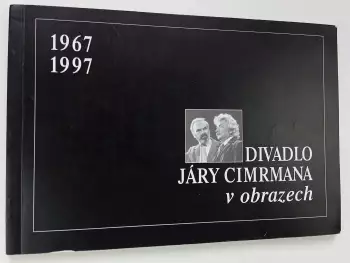 1967
1997
DIVADLO
JÁRY CIMRMANA
v obrazech